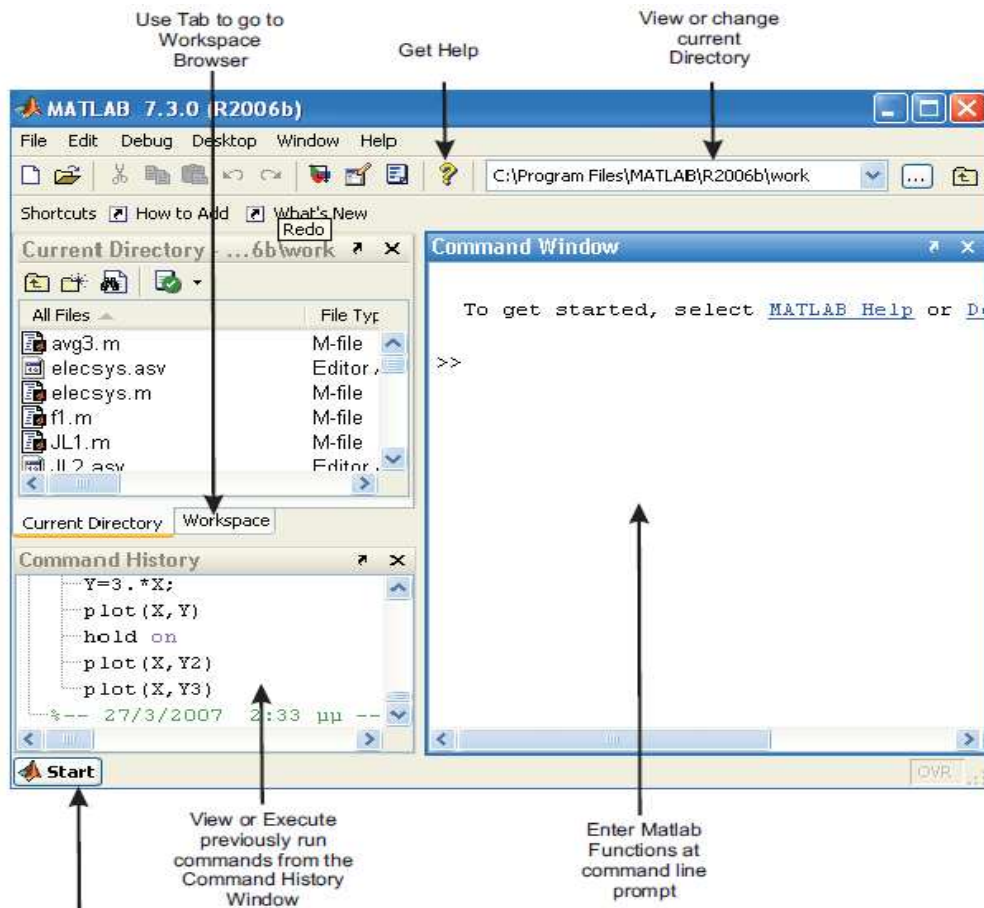 Use Tab to go to
Workspace
Browser
Get Help
View or change
current
Directory
MATLAB 7.3.0 (R2006b)
File Edit Debug Desktop Window Help
C:\Program Files\MATLAB\R2006b\work
...
Shortcuts How to Add What's New
Redo
Current Directory - ...6b\work
All Files File Typ
avg3.m M-file
elecsys.asv Editor
elecsys.m M-file
f1.m M-file
JL1.m M-file
JL2.asv Editor
Current Directory Workspace
Command History
Y=3.*X;
plot(X,Y)
hold on
plot(X,Y2)
plot(X,Y3)
%-- 27/3/2007 2:33 μμ --
Command Window
To get started, select MATLAB Help or
>>
Start
OVR
View or Execute
previously run
commands from the
Command History
Window
Enter Matlab
Functions at
command line
prompt